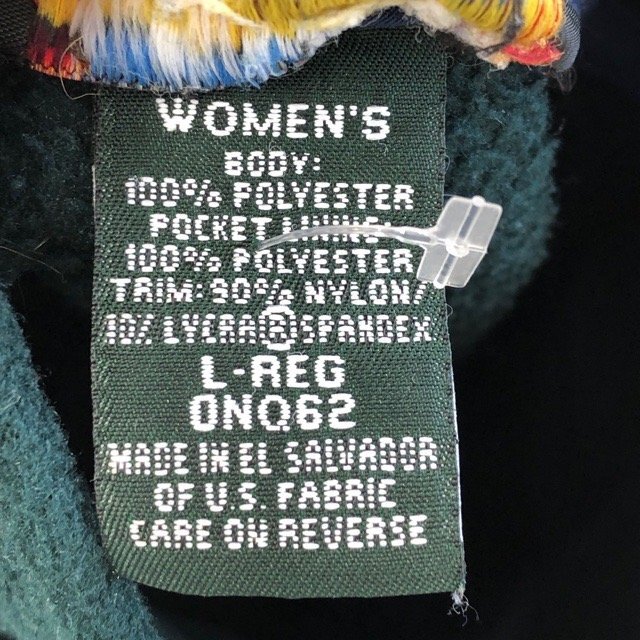 WOMEN'S
BODY:
100% POLYESTER
POCKET LINING
100% POLYESTER
TRIM: 90% NYLON/
10% LYCRA® SPANDEX
L-REG
0NQ62
MADE IN EL SALVADOR
OF U.S. FABRIC
CARE ON REVERSE